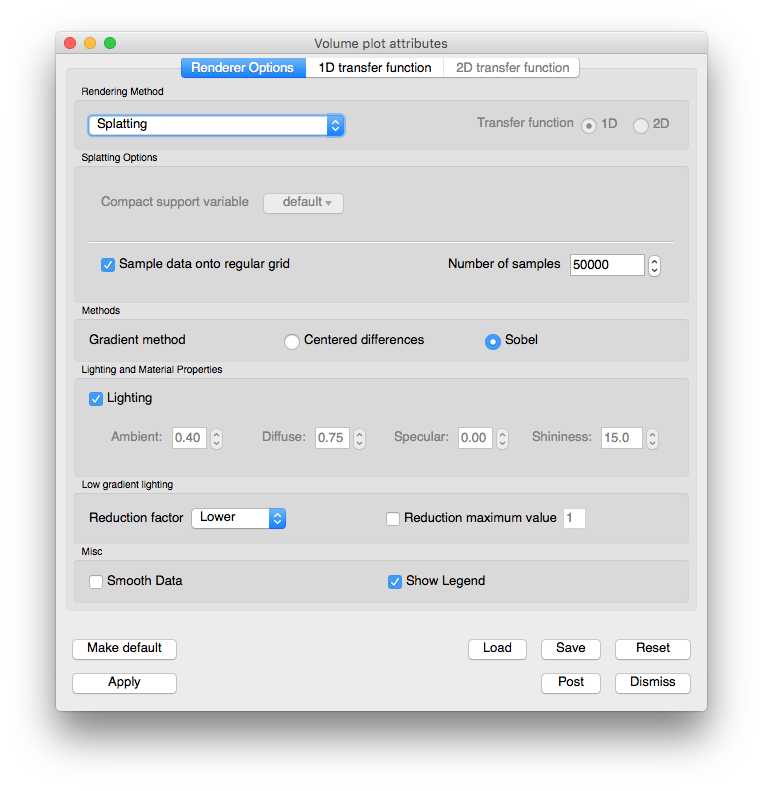 Volume plot attributes
Renderer Options 1D transfer function 2D transfer function
Rendering Method
Splatting Transfer function 1D 2D
Splatting Options
Compact support variable default
Sample data onto regular grid Number of samples 50000
Methods
Gradient method Centered differences Sobel
Lighting and Material Properties
Lighting
Ambient: 0.40 Diffuse: 0.75 Specular: 0.00 Shininess: 15.0
Low gradient lighting
Reduction factor Lower Reduction maximum value 1
Misc
Smooth Data Show Legend
Make default Load Save Reset
Apply Post Dismiss